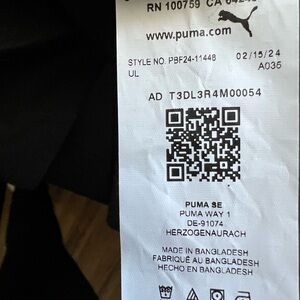 RN 100759 CA
www.puma.com
STYLE NO. PBF24-11448 02/15/24
UL A036
AD T3DL3R4M00054
PUMA SE
PUMA WAY 1
DE-91074
HERZOGENAURACH
MADE IN BANGLADESH
FABRIQUÉ AU BANGLADESH
HECHO EN BANGLADESH